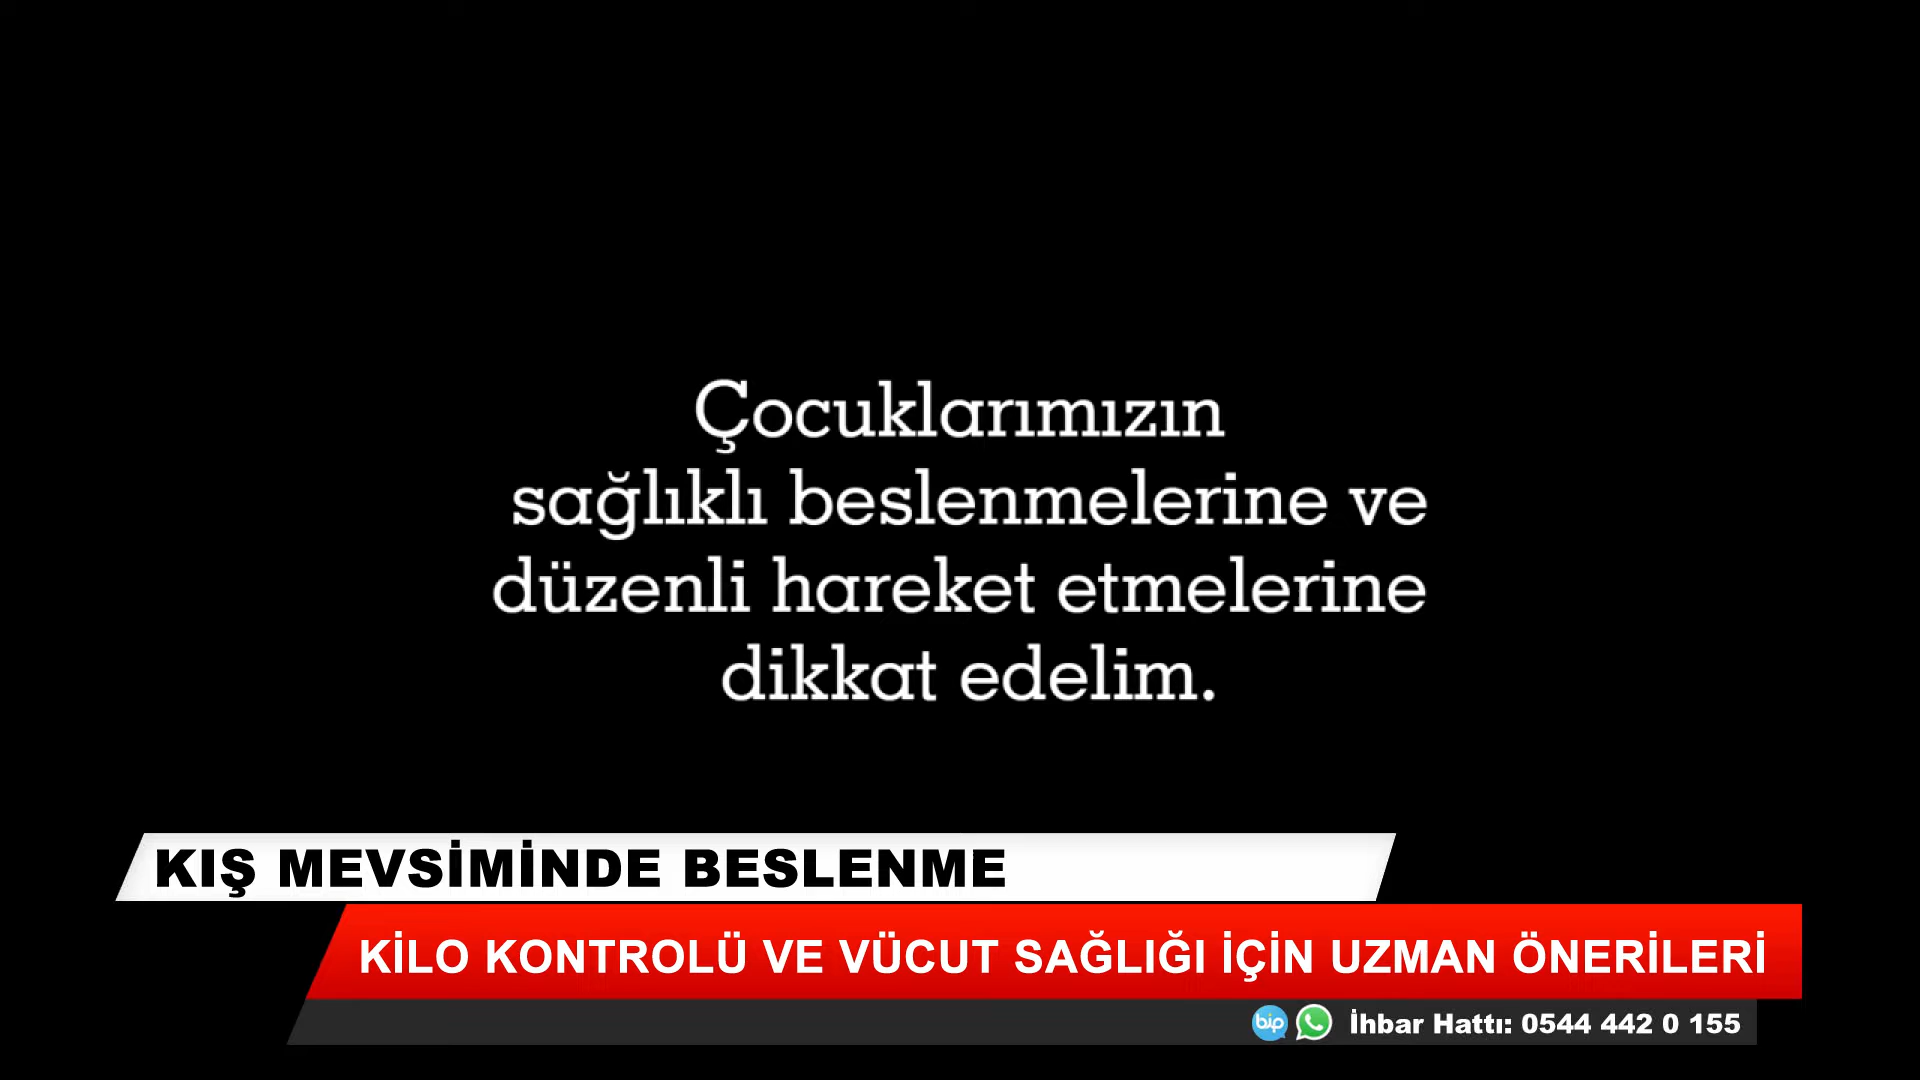 Çocuklarımızın
sağlıklı beslenmelerine ve
düzenli hareket etmelerine
dikkat edelim.
KIŞ MEVSİMİNDE BESLENME
KİLO KONTROLÜ VE VÜCUT SAĞLIĞI İÇİN UZMAN ÖNERİLERİ
bip İhbar Hattı: 0544 442 0 155